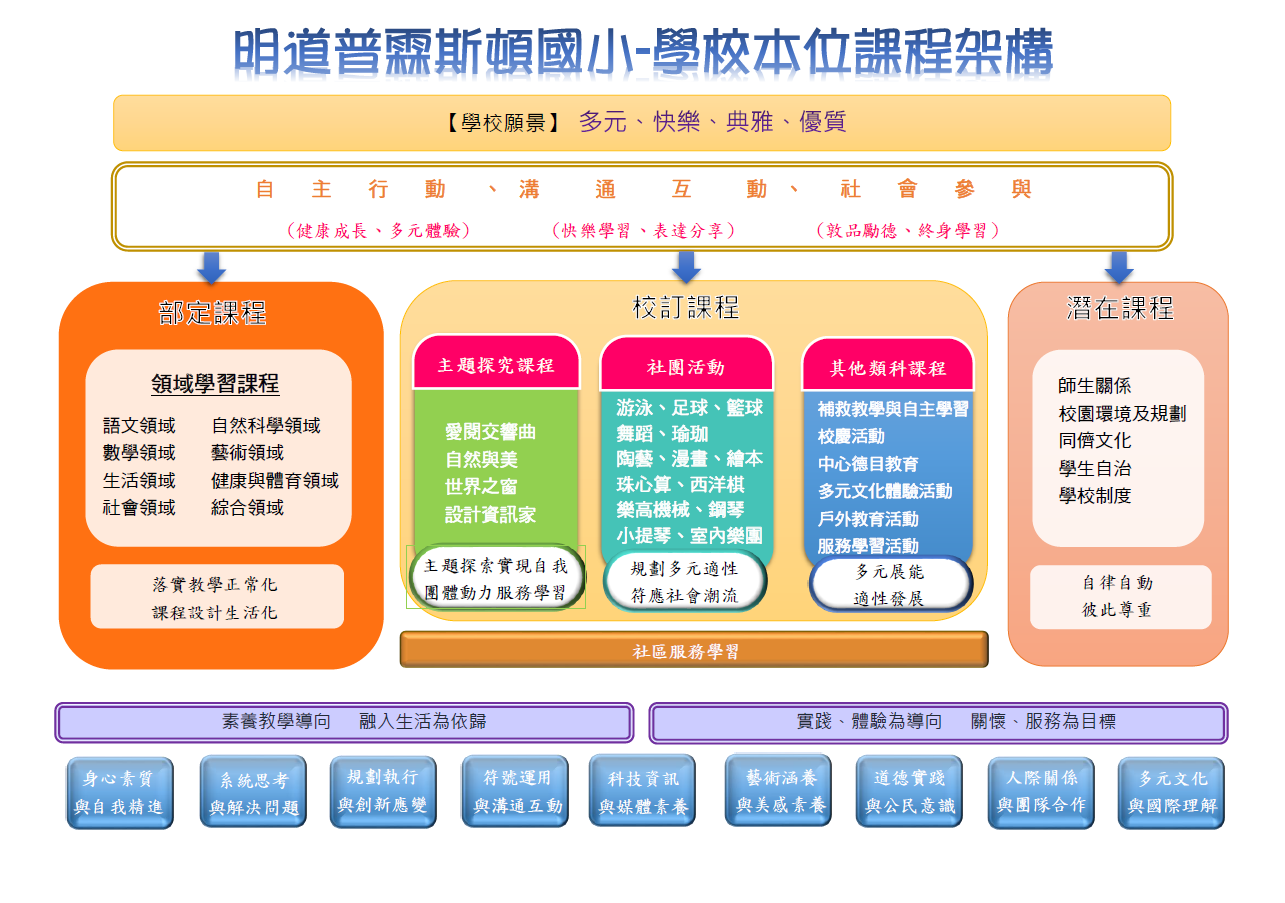 明道普霛斯頓國小-學校本位課程架構
【學校願景】 多元、快樂、典雅、優質
自主行動、溝通互動、社會參與
(健康成長、多元體驗) (快樂學習、表達分享) (敦品勵德、終身學習)
部定課程
領域學習課程
語文領域 自然科學領域
數學領域 藝術領域
生活領域 健康與體育領域
社會領域 綜合領域
落實教學正常化
課程設計生活化
校訂課程
主題探究課程
愛閱交響曲
自然與美
世界之窗
設計資訊家
主題探索實現自我
團體動力服務學習
社團活動
游泳、足球、籃球
舞蹈、瑜珈
陶藝、漫畫、繪本
珠心算、西洋棋
樂高機械、鋼琴
小提琴、室內樂團
規劃多元適性
符應社會潮流
其他類科課程
補救教學與自主學習
校慶活動
中心德目教育
多元文化體驗活動
戶外教育活動
服務學習活動
多元展能
適性發展
社區服務學習
潛在課程
師生關係
校園環境及規劃
同儕文化
學生自治
學校制度
自律自動
彼此尊重
素養教學導向 融入生活為依歸
實踐、體驗為導向 關懷、服務為目標
身心素質
與自我精進
系統思考
與解決問題
規劃執行
與創新應變
符號運用
與溝通互動
科技資訊
與媒體素養
藝術涵養
與美感素養
道德實踐
與公民意識
人際關係
與團隊合作
多元文化
與國際理解